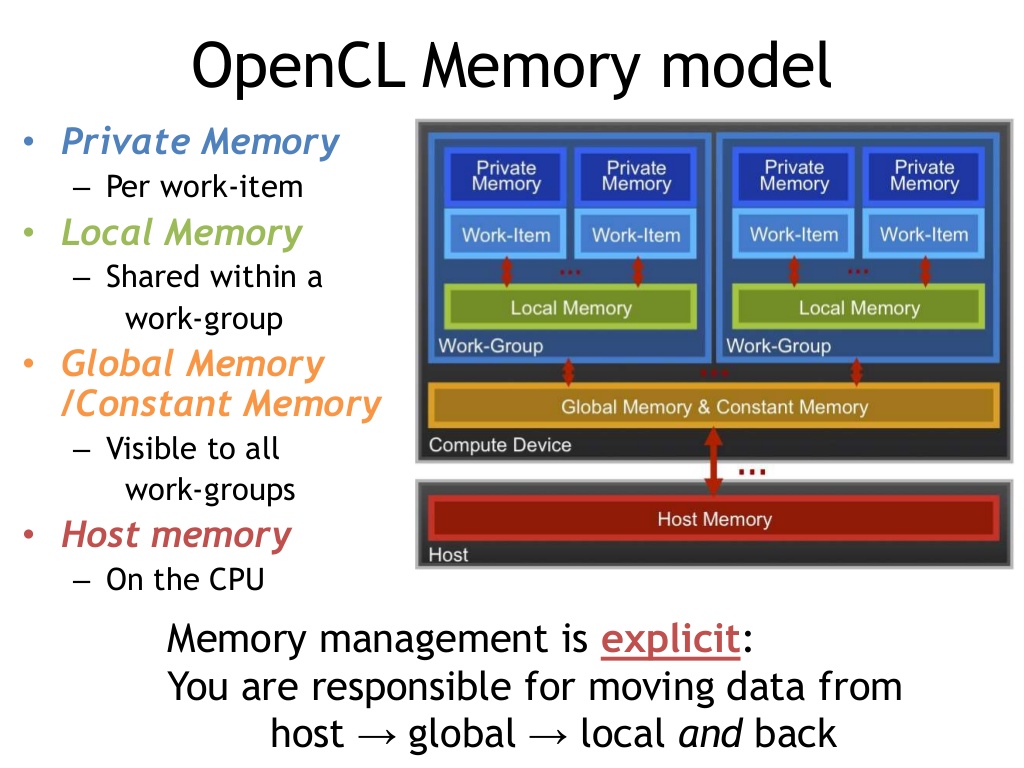 OpenCL Memory model
• Private Memory
– Per work-item
• Local Memory
– Shared within a
work-group
• Global Memory
/Constant Memory
– Visible to all
work-groups
• Host memory
– On the CPU
Private Memory
Private Memory
Private Memory
Private Memory
Work-Item
Work-Item
Work-Item
Work-Item
...
...
Local Memory
Local Memory
Work-Group
Work-Group
...
Global Memory & Constant Memory
Compute Device
...
Host Memory
Host
Memory management is explicit:
You are responsible for moving data from
host → global → local and back